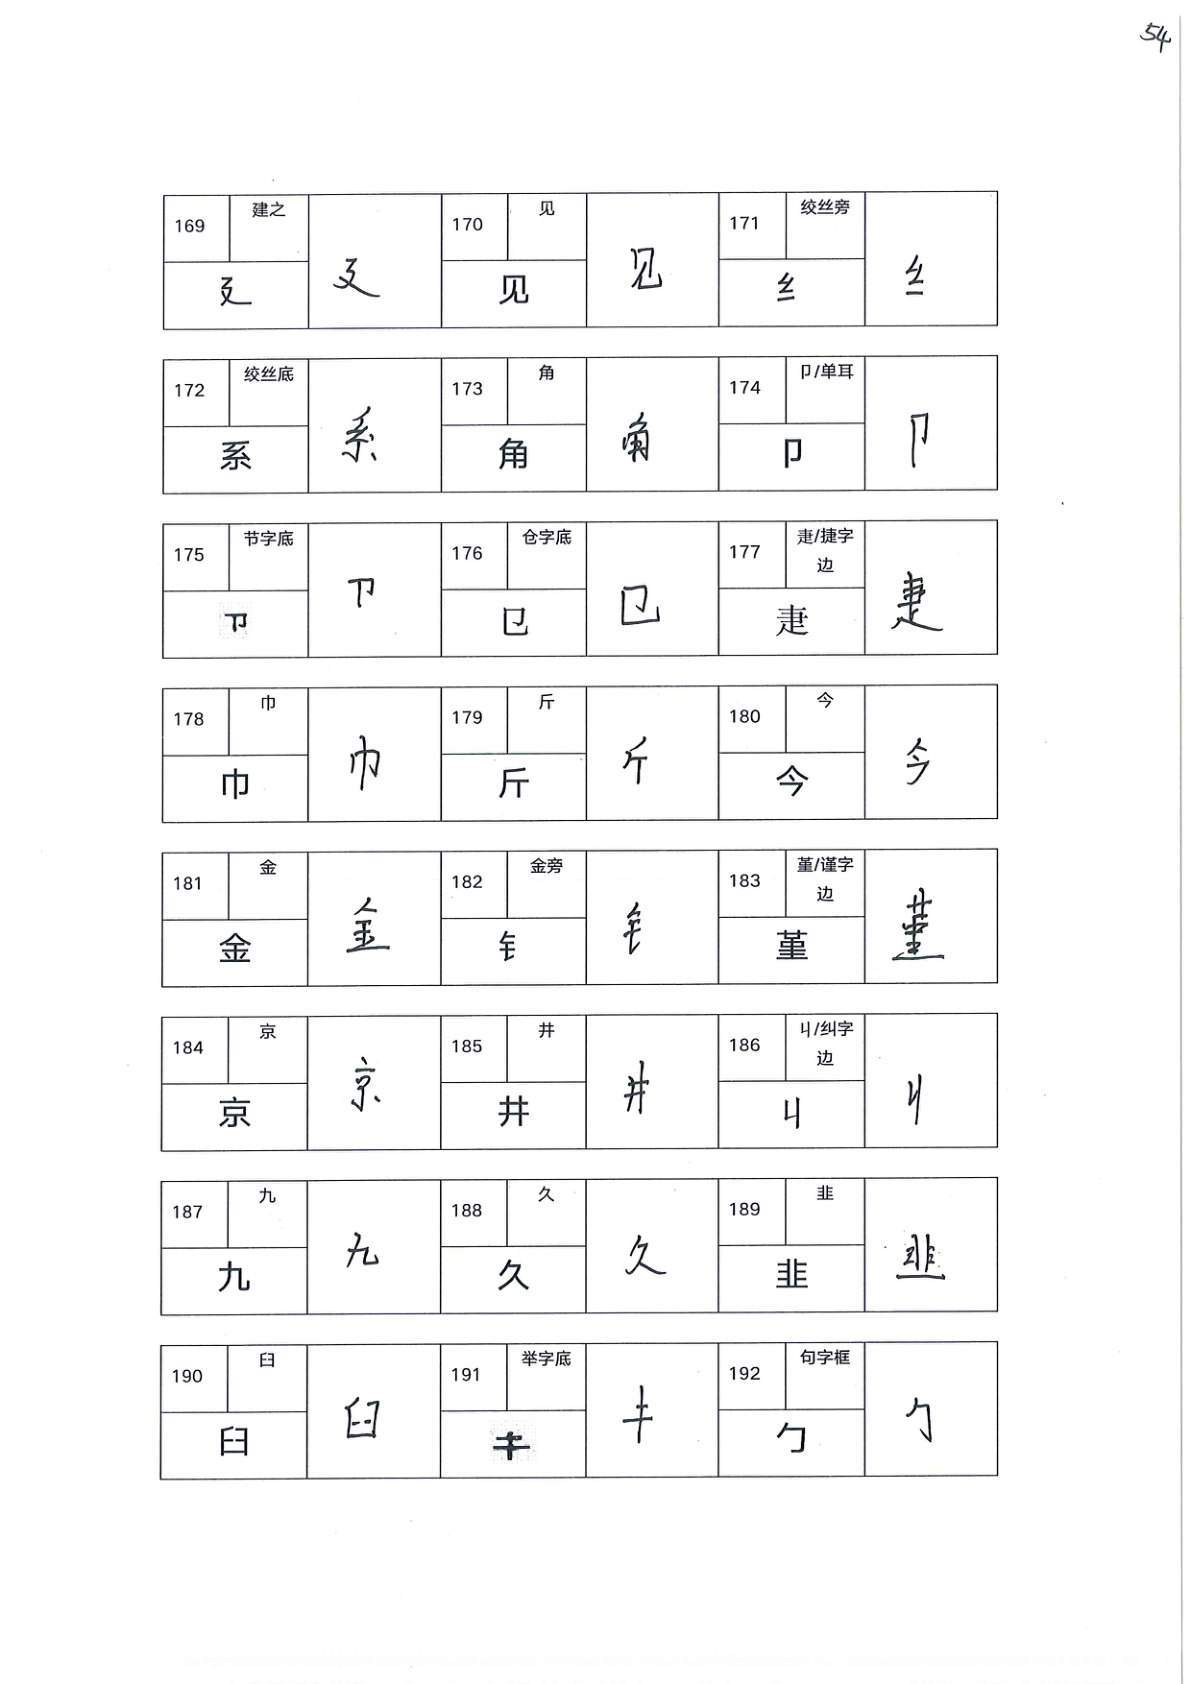 54
169 建之 廴 廴
170 见 见 见
171 绞丝旁 纟 纟
172 绞丝底 系 系
173 角 角 角
174 卩/单耳 卩 卩
175 节字底 ㄗ ㄗ
176 仓字底 㔾 㔾
177 疌/捷字边 疌 疌
178 巾 巾 巾
179 斤 斤 斤
180 今 今 今
181 金 金 金
182 金旁 钅 钅
183 堇/谨字边 堇 堇
184 京 京 京
185 井 井 井
186 丩/纠字边 丩 丩
187 九 九 九
188 久 久 久
189 韭 韭 韭
190 臼 臼 臼
191 举字底 㐄 㐄
192 句字框 勹 勹